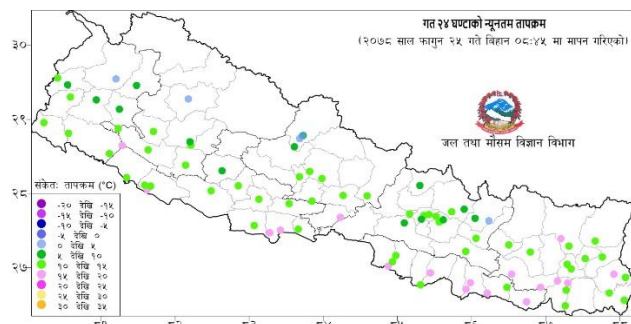 गत २४ घण्टाको न्यूनतम तापक्रम
(२०७८ साल फागुन २५ गते बिहान ०८:४५ मा मापन गरिएको)
जल तथा मौसम विज्ञान विभाग
३०
२९
२८
२७
संकेत: तापक्रम (°C)
-२० देखि -१५
-१५ देखि -१०
-१० देखि -५
-५ देखि ०
० देखि ५
५ देखि १०
१० देखि १५
१५ देखि २०
२० देखि २५
२५ देखि ३०
३० देखि ३५